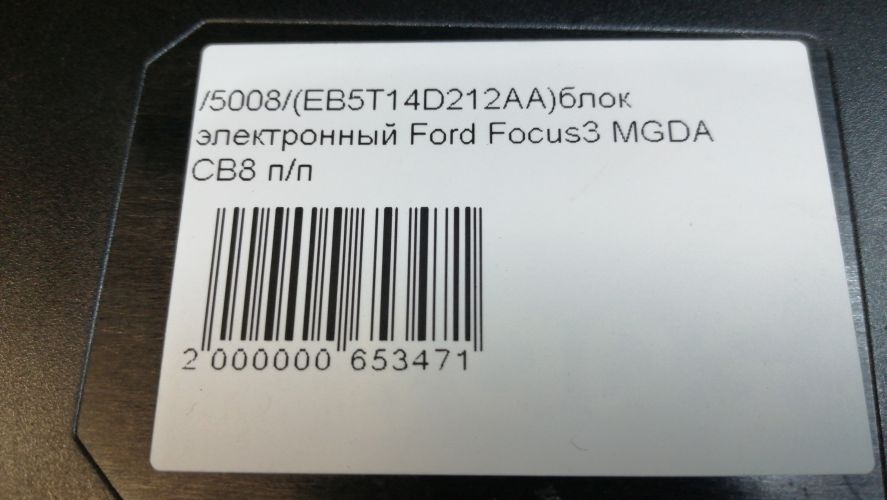 /5008/(EB5T14D212AA)блок
электронный Ford Focus3 MGDA
CB8 п/п
2 000000 653471